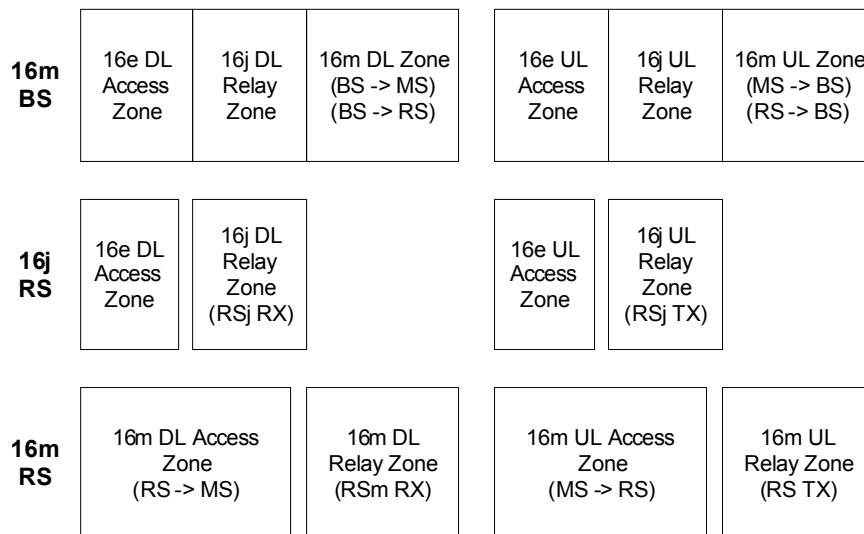 16m
BS
16e DL
Access
Zone
16j DL
Relay
Zone
16m DL Zone
(BS -> MS)
(BS -> RS)
16e UL
Access
Zone
16j UL
Relay
Zone
16m UL Zone
(MS -> BS)
(RS -> BS)
16j
RS
16e DL
Access
Zone
16j DL
Relay
Zone
(RSj RX)
16e UL
Access
Zone
16j UL
Relay
Zone
(RSj TX)
16m
RS
16m DL Access
Zone
(RS -> MS)
16m DL
Relay Zone
(RSm RX)
16m UL Access
Zone
(MS -> RS)
16m UL
Relay Zone
(RS TX)